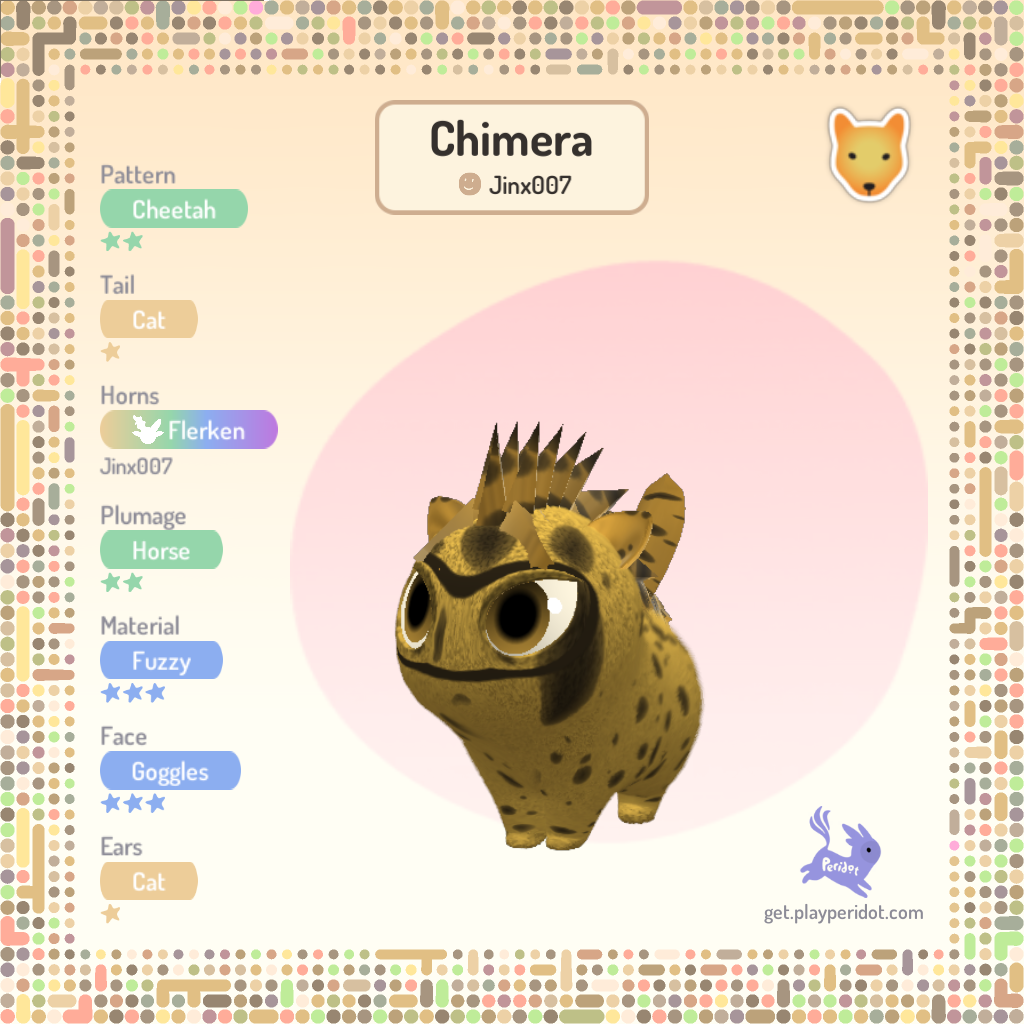 Chimera
Jinx007
Pattern
Cheetah
Tail
Cat
Horns
Flerken
Jinx007
Plumage
Horse
Material
Fuzzy
Face
Goggles
Ears
Cat
Peridot
get.playperidot.com